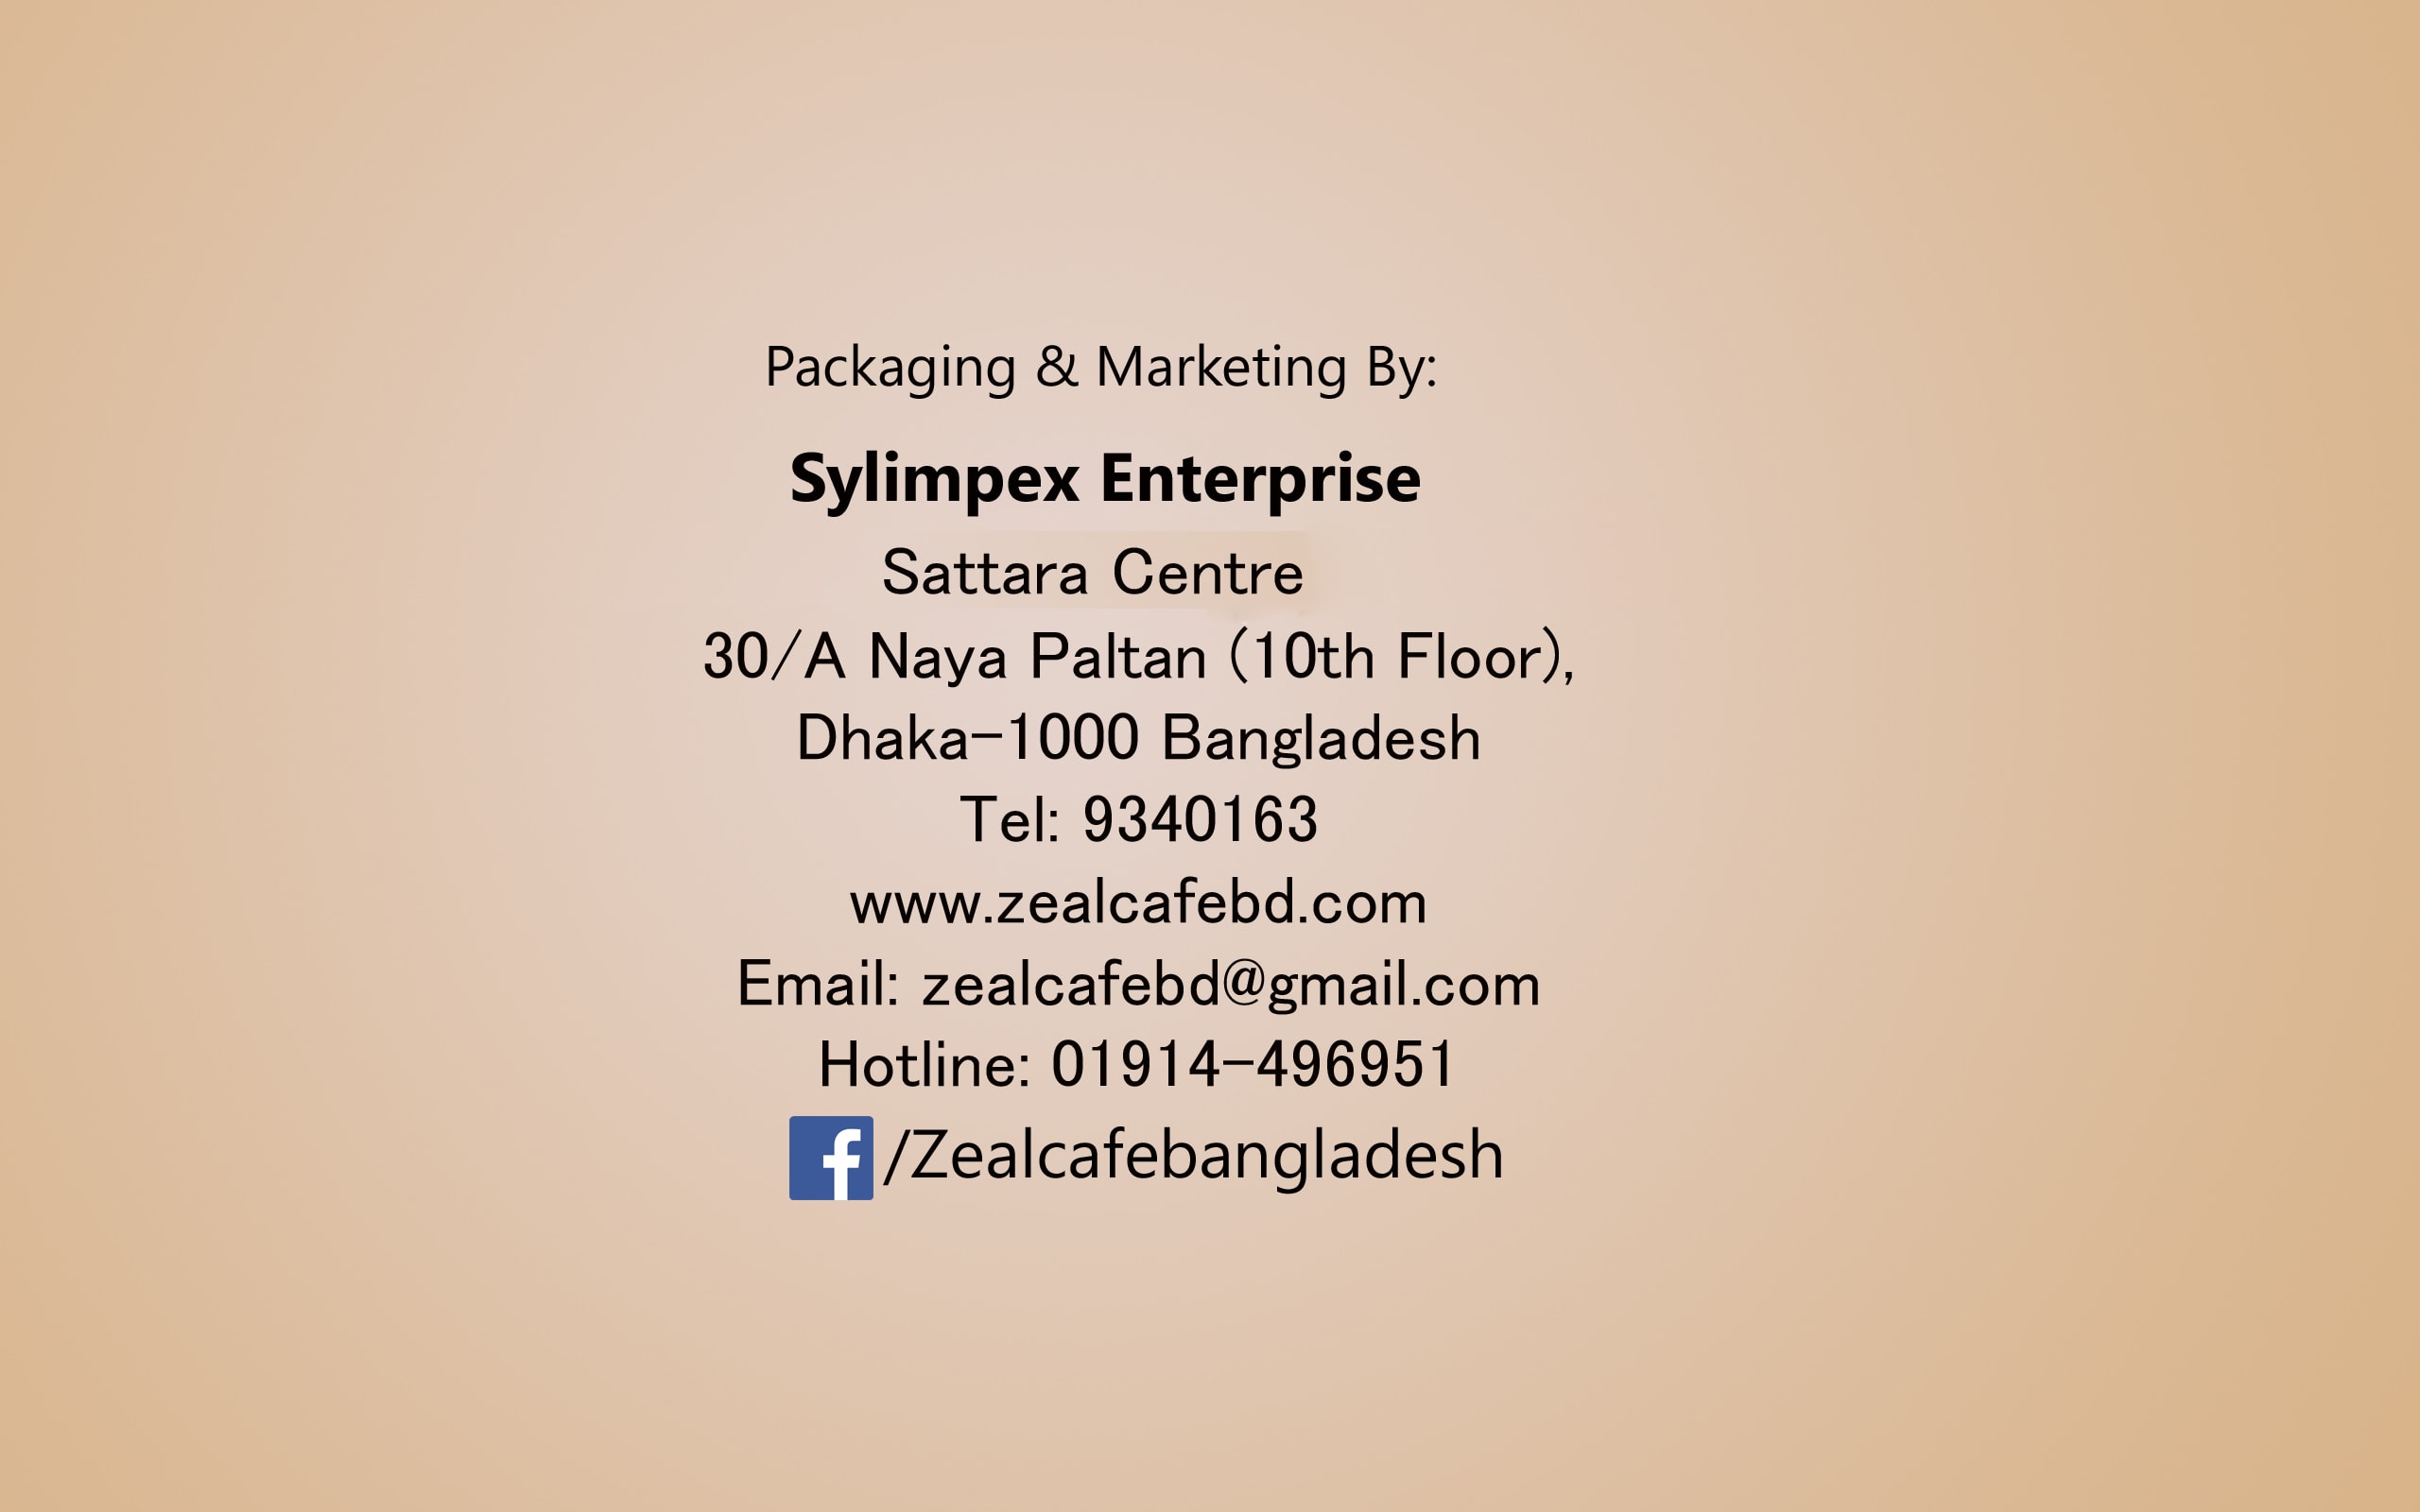 Packaging & Marketing By:
Sylimpex Enterprise
Sattara Centre
30/A Naya Paltan (10th Floor),
Dhaka-1000 Bangladesh
Tel: 9340163
www.zealcafebd.com
Email: zealcafebd@gmail.com
Hotline: 01914-496951
f /Zealcafebangladesh